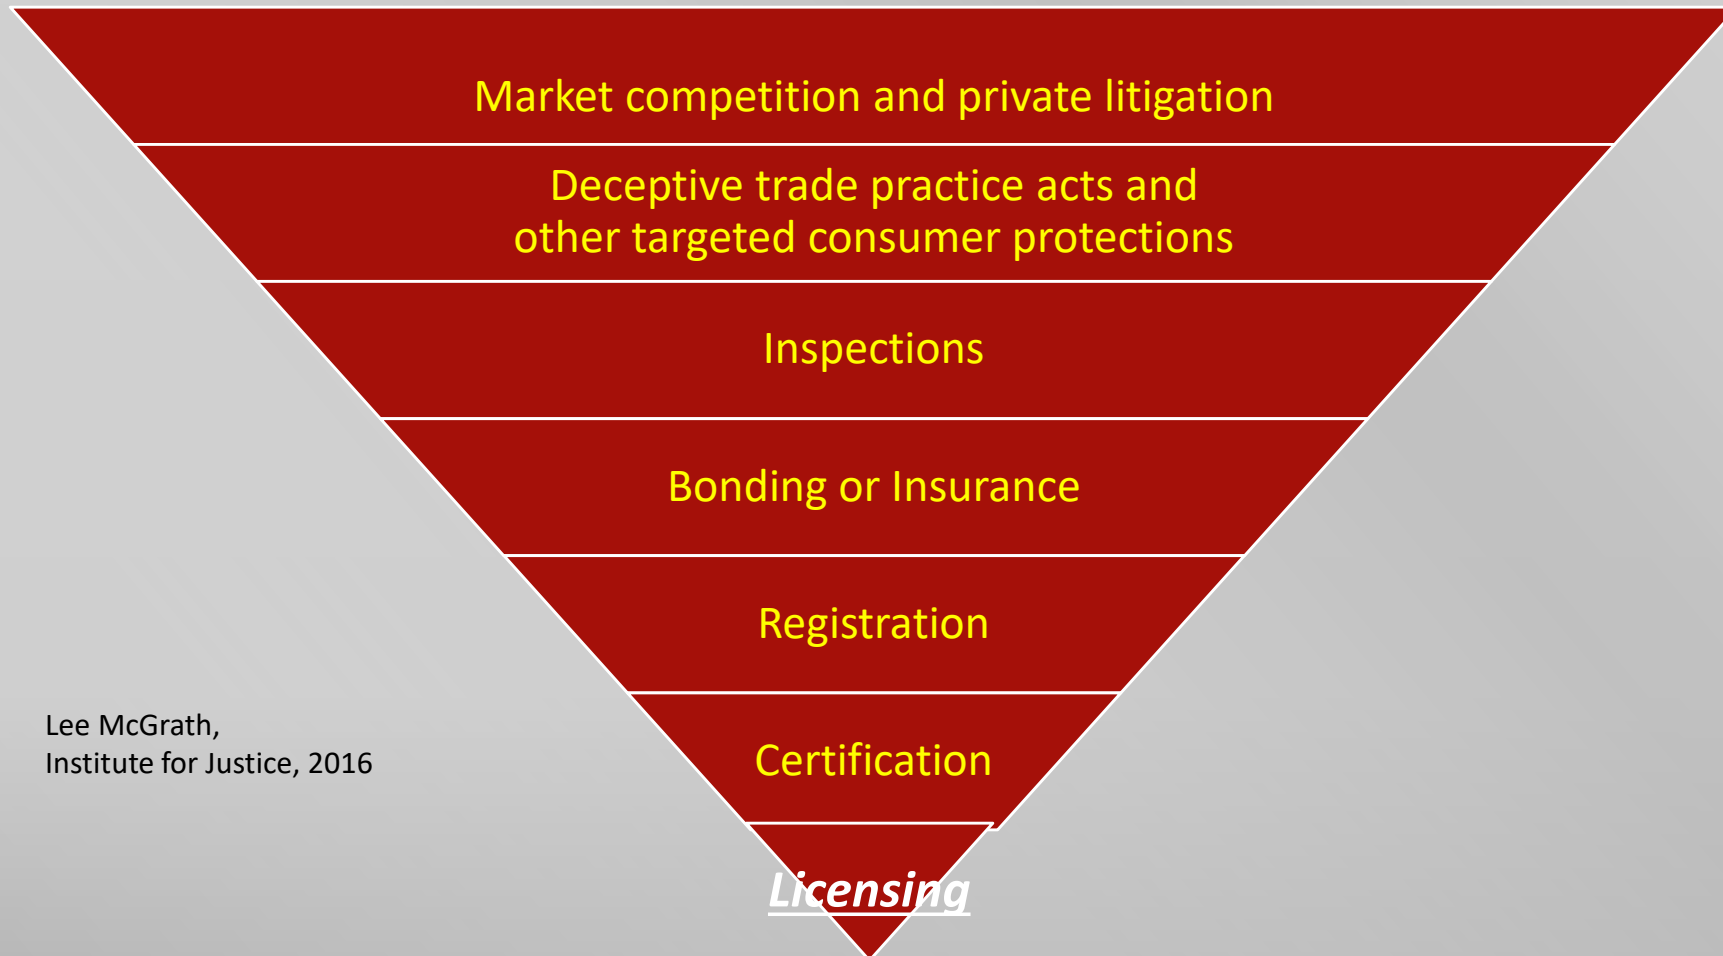 Market competition and private litigation
Deceptive trade practice acts and
other targeted consumer protections
Inspections
Bonding or Insurance
Registration
Certification
Licensing
Lee McGrath,
Institute for Justice, 2016